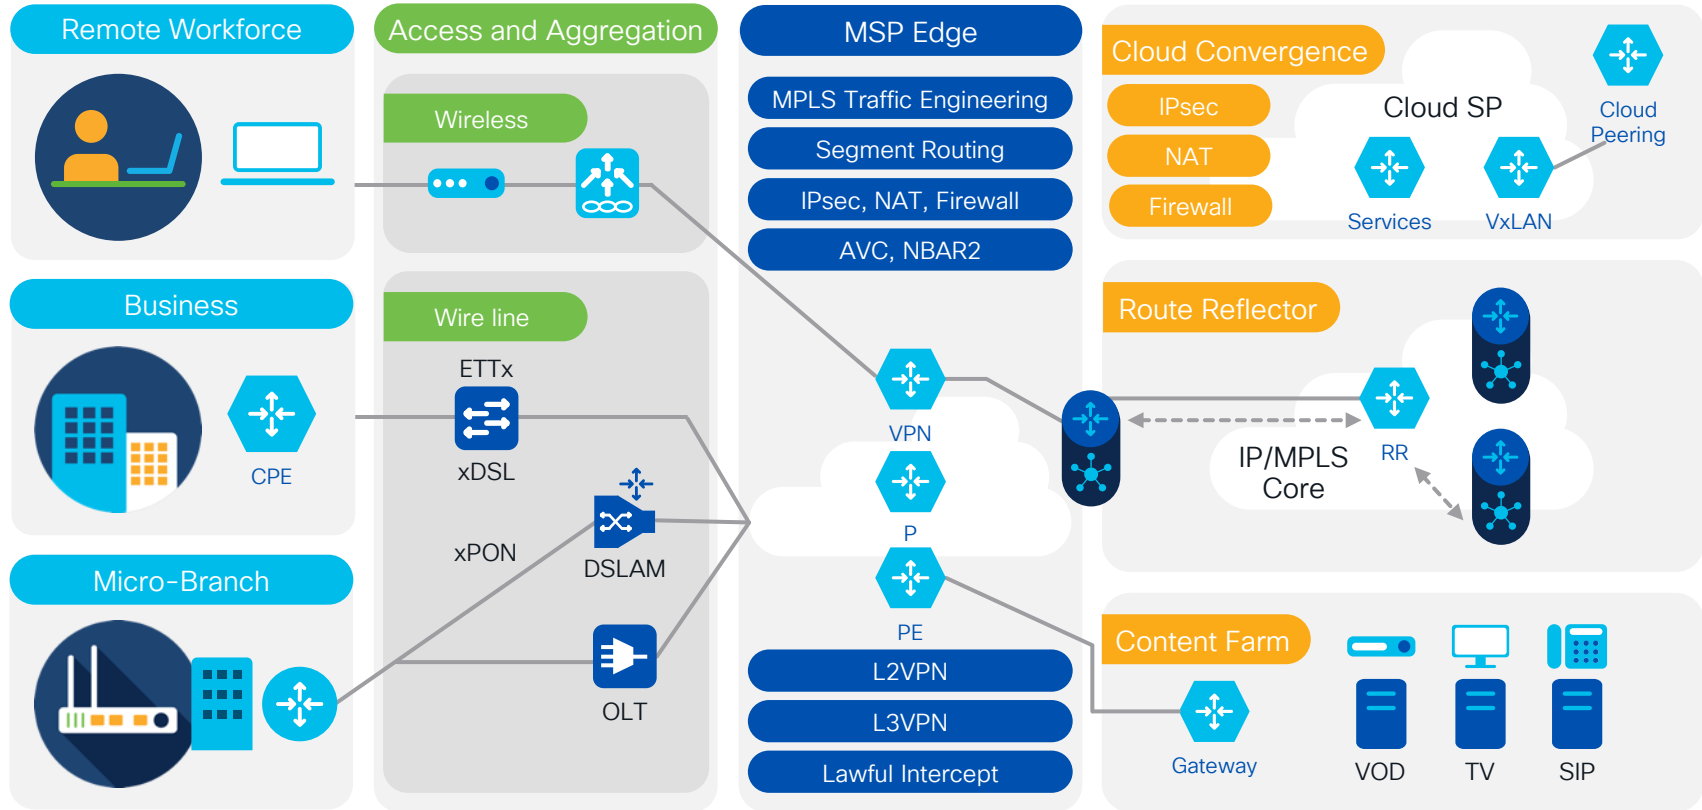 Remote Workforce
Business
CPE
Micro-Branch
Access and Aggregation
Wireless
Wire line
ETTx
xDSL
xPON
DSLAM
OLT
MSP Edge
MPLS Traffic Engineering
Segment Routing
IPsec, NAT, Firewall
AVC, NBAR2
VPN
P
PE
L2VPN
L3VPN
Lawful Intercept
Cloud Convergence
IPsec
NAT
Firewall
Cloud SP
Services
VxLAN
Cloud
Peering
Route Reflector
IP/MPLS
Core
RR
Content Farm
Gateway
VOD
TV
SIP